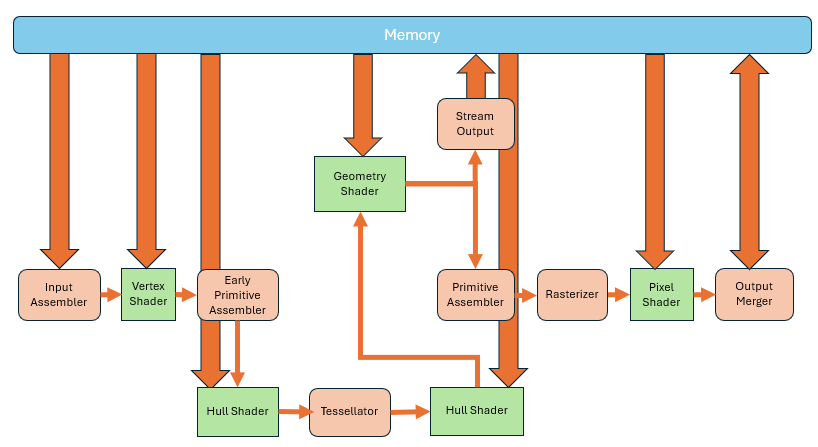 Memory
Stream
Output
Geometry
Shader
Input
Assembler
Vertex
Shader
Early
Primitive
Assembler
Primitive
Assembler
Rasterizer
Pixel
Shader
Output
Merger
Hull Shader
Tessellator
Hull Shader